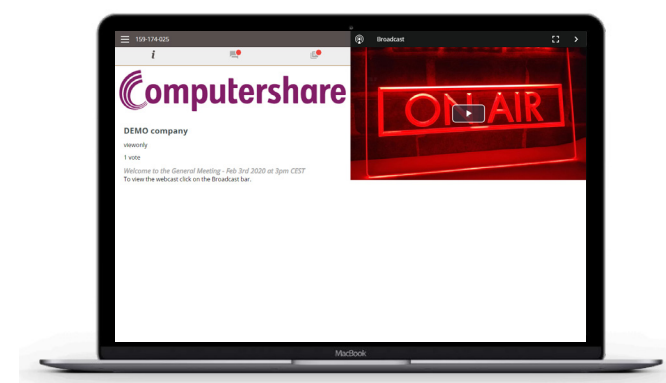 159-174-025
Broadcast
i
Computershare
ON AIR
DEMO company
viewonly
1 vote
Welcome to the General Meeting - Feb 3rd 2020 at 3pm CEST
To view the webcast click on the Broadcast bar.
MacBook